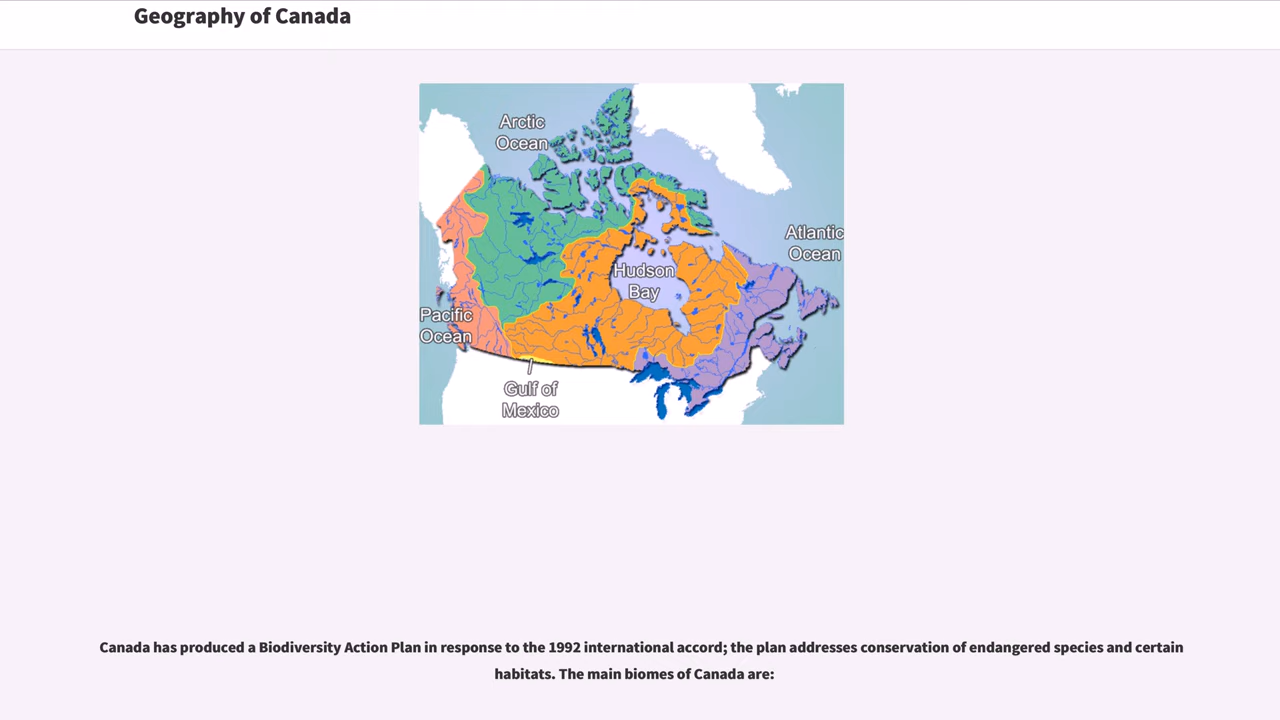 Geography of Canada
Arctic
Ocean
Atlantic
Ocean
Hudson
Bay
Pacific
Ocean
Gulf of
Mexico
Canada has produced a Biodiversity Action Plan in response to the 1992 international accord; the plan addresses conservation of endangered species and certain
habitats. The main biomes of Canada are: